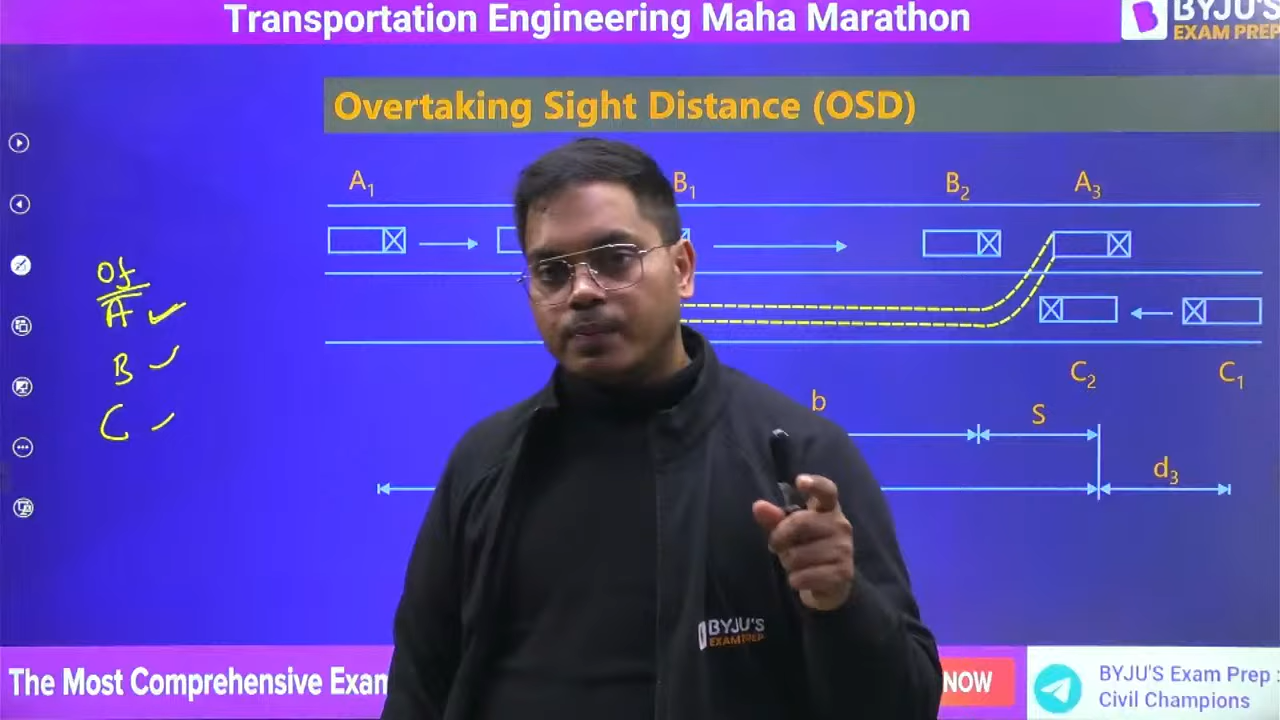 Transportation Engineering Maha Marathon
BYJU'S
EXAM PREP
Overtaking Sight Distance (OSD)
A₁
B₁
B₂
A₃
Of
A
B
C
C₂
C₁
b
S
d₃
BYJU'S
EXAM PREP
The Most Comprehensive Exam
NOW
BYJU'S Exam Prep :
Civil Champions